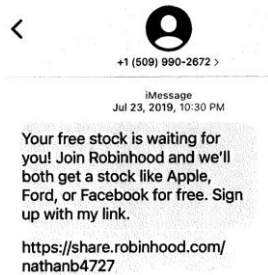 +1 (509) 990-2672 >
iMessage
Jul 23, 2019, 10:30 PM
Your free stock is waiting for
you! Join Robinhood and we'll
both get a stock like Apple,
Ford, or Facebook for free. Sign
up with my link.
https://share.robinhood.com/
nathanb4727